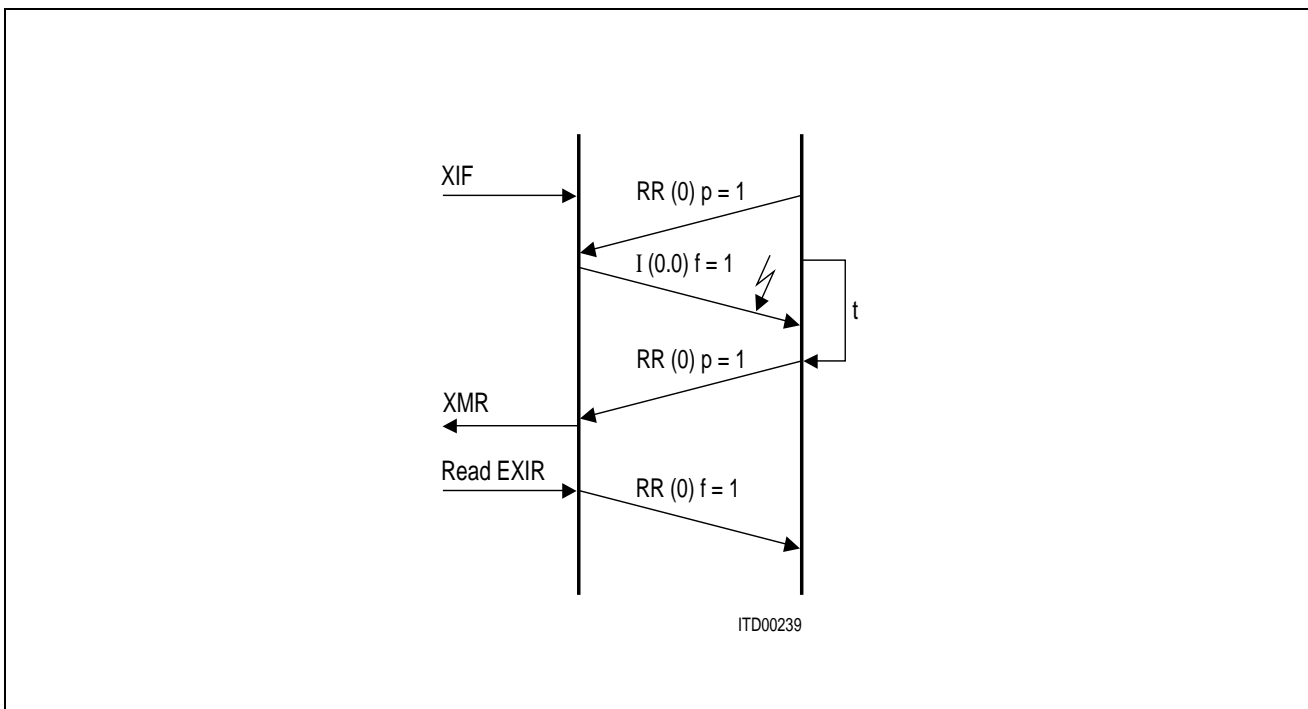 XIF
RR (0) p = 1
I (0.0) f = 1
t
RR (0) p = 1
XMR
Read EXIR
RR (0) f = 1
ITD00239